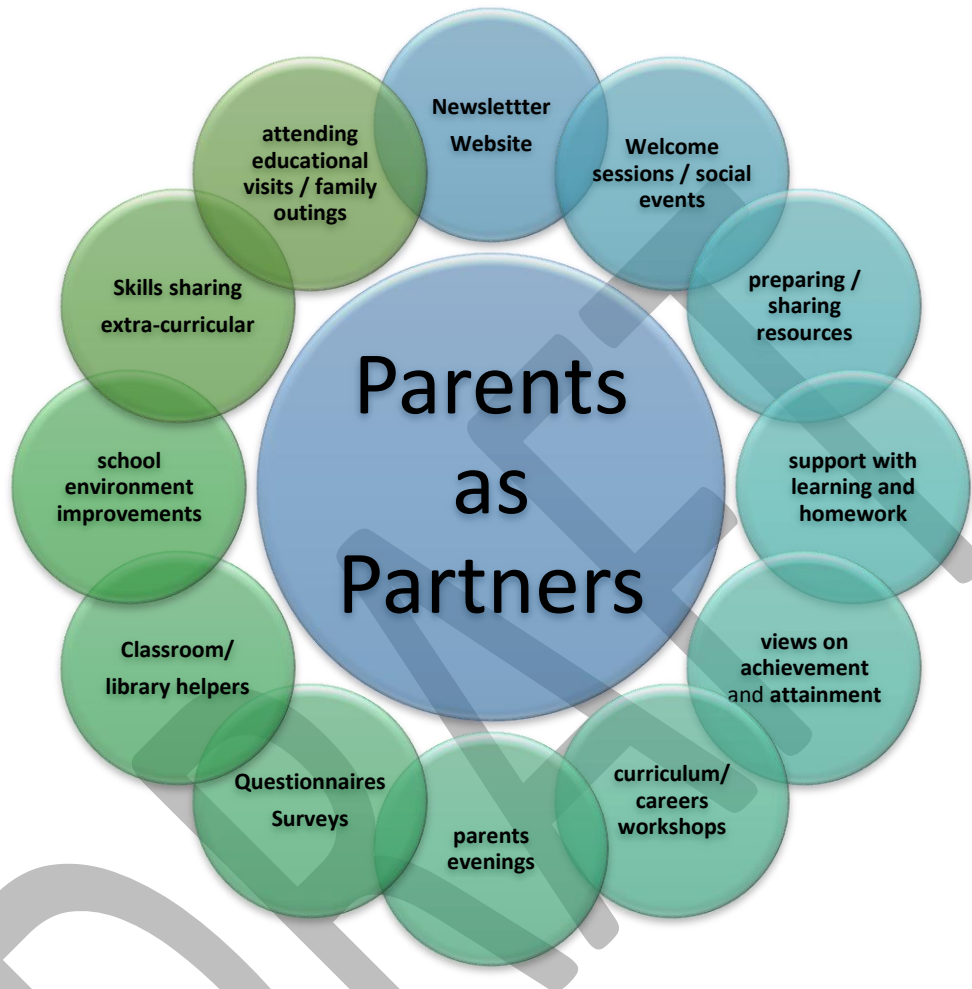 Parents
as
Partners
Newslettter
Website
Welcome
sessions / social
events
preparing /
sharing
resources
support with
learning and
homework
views on
achievement
and attainment
curriculum/
careers
workshops
parents
evenings
Questionnaires
Surveys
Classroom/
library helpers
school
environment
improvements
Skills sharing
extra-curricular
attending
educational
visits / family
outings
DRAFT